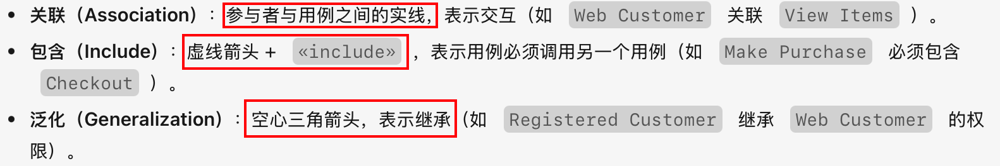 • 关联（Association）：参与者与用例之间的实线，表示交互（如 Web Customer 关联 View Items ）。
• 包含（Include）：虚线箭头 + «include» ，表示用例必须调用另一个用例（如 Make Purchase 必须包含
Checkout ）。
• 泛化（Generalization）：空心三角箭头，表示继承（如 Registered Customer 继承 Web Customer 的权
限）。